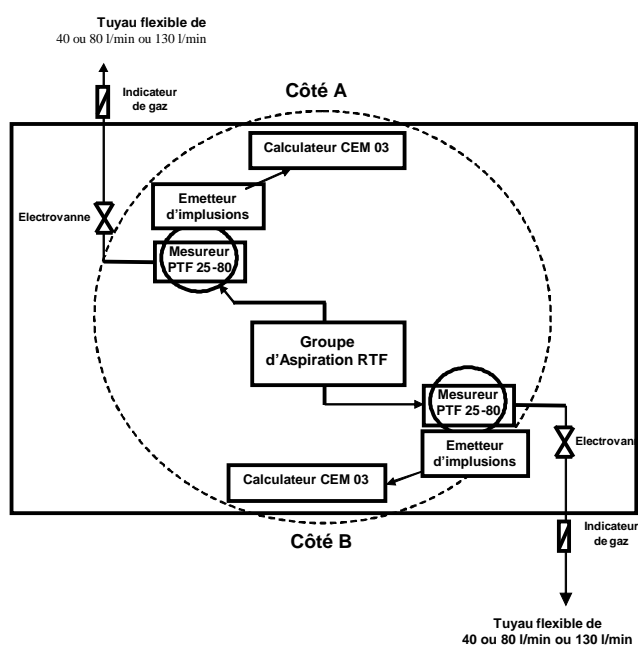 Tuyau flexible de
40 ou 80 l/min ou 130 l/min
Indicateur
de gaz
Côté A
Calculateur CEM 03
Emetteur
d'implusions
Electrovanne
Mesureur
PTF 25-80
Groupe
d'Aspiration RTF
Mesureur
PTF 25-80
Emetteur
d'implusions
Electrovann
Calculateur CEM 03
Côté B
Indicateur
de gaz
Tuyau flexible de
40 ou 80 l/min ou 130 l/min